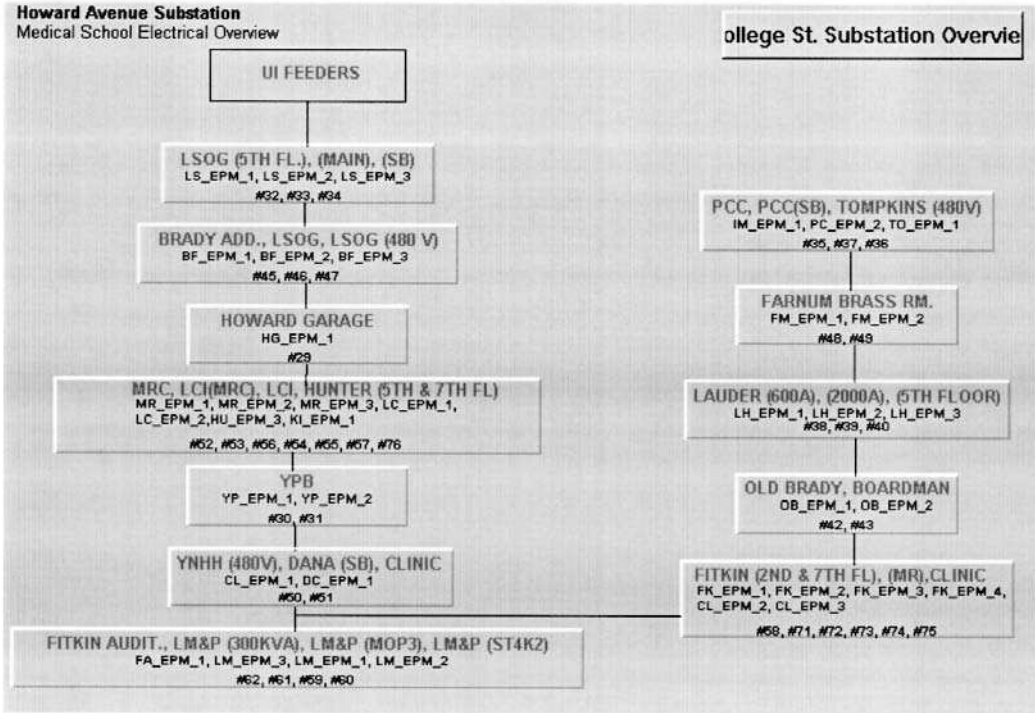 Howard Avenue Substation
Medical School Electrical Overview
ollege St. Substation Overvie
UI FEEDERS
LSOG (5TH FL.), (MAIN), (SB)
LS_EPM_1, LS_EPM_2, LS_EPM_3
#32, #33, #34
BRADY ADD., LSOG, LSOG (480 V)
BF_EPM_1, BF_EPM_2, BF_EPM_3
#45, #46, #47
HOWARD GARAGE
HG_EPM_1
#29
MRC, LCI(MRC), LCI, HUNTER (5TH & 7TH FL)
MR_EPM_1, MR_EPM_2, MR_EPM_3, LC_EPM_1,
LC_EPM_2,HU_EPM_3, KI_EPM_1
#52, #53, #56, #54, #55, #57, #76
YPB
YP_EPM_1, YP_EPM_2
#30, #31
YNHH (480V), DANA (SB), CLINIC
CL_EPM_1, DC_EPM_1
#50, #51
FITKIN AUDIT., LM&P (300KVA), LM&P (MOP3), LM&P (ST4K2)
FA_EPM_1, LM_EPM_3, LM_EPM_1, LM_EPM_2
#62, #61, #59, #60
PCC, PCC(SB), TOMPKINS (480V)
IM_EPM_1, PC_EPM_2, TO_EPM_1
#35, #37, #36
FARNUM BRASS RM.
FM_EPM_1, FM_EPM_2
#48, #49
LAUDER (600A), (2000A), (5TH FLOOR)
LH_EPM_1, LH_EPM_2, LH_EPM_3
#38, #39, #40
OLD BRADY, BOARDMAN
OB_EPM_1, OB_EPM_2
#42, #43
FITKIN (2ND & 7TH FL), (MR),CLINIC
FK_EPM_1, FK_EPM_2, FK_EPM_3, FK_EPM_4,
CL_EPM_2, CL_EPM_3
#58, #71, #72, #73, #74, #75